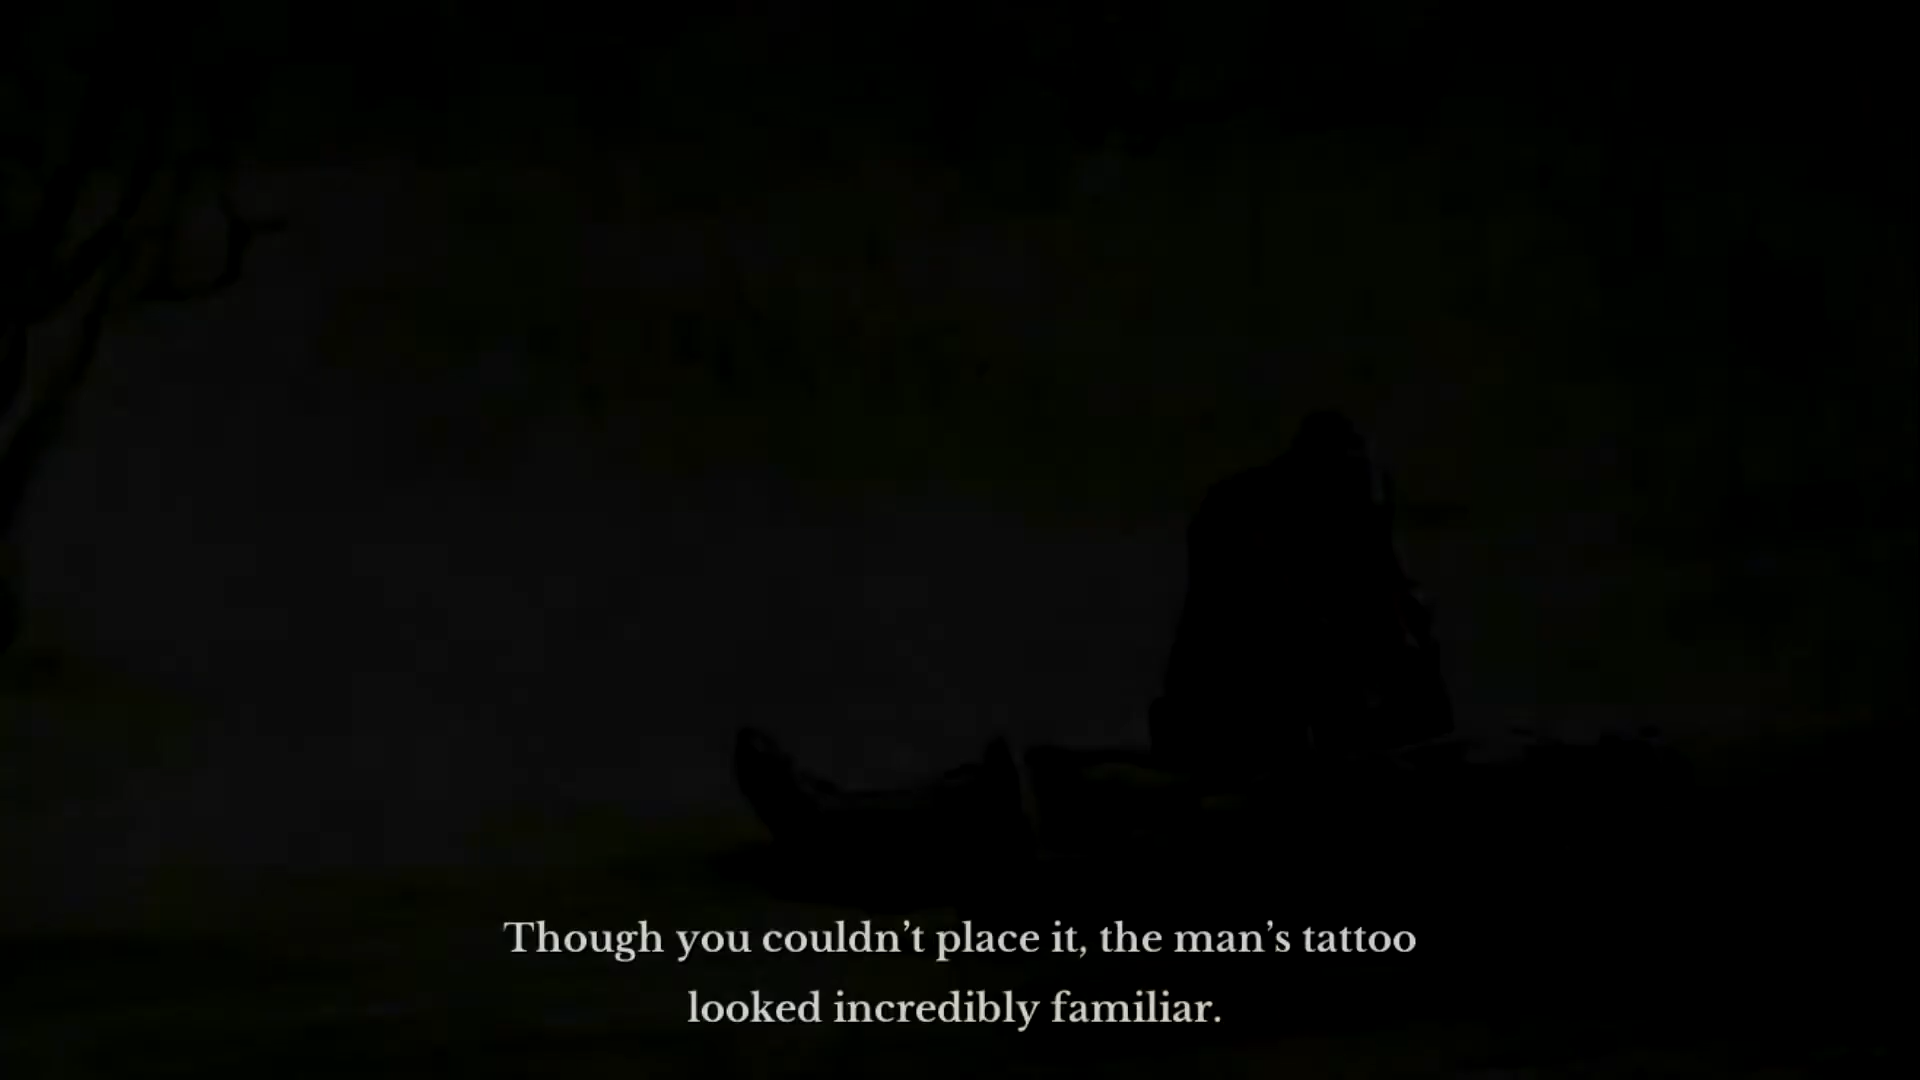 Though you couldn’t place it, the man’s tattoo
looked incredibly familiar.